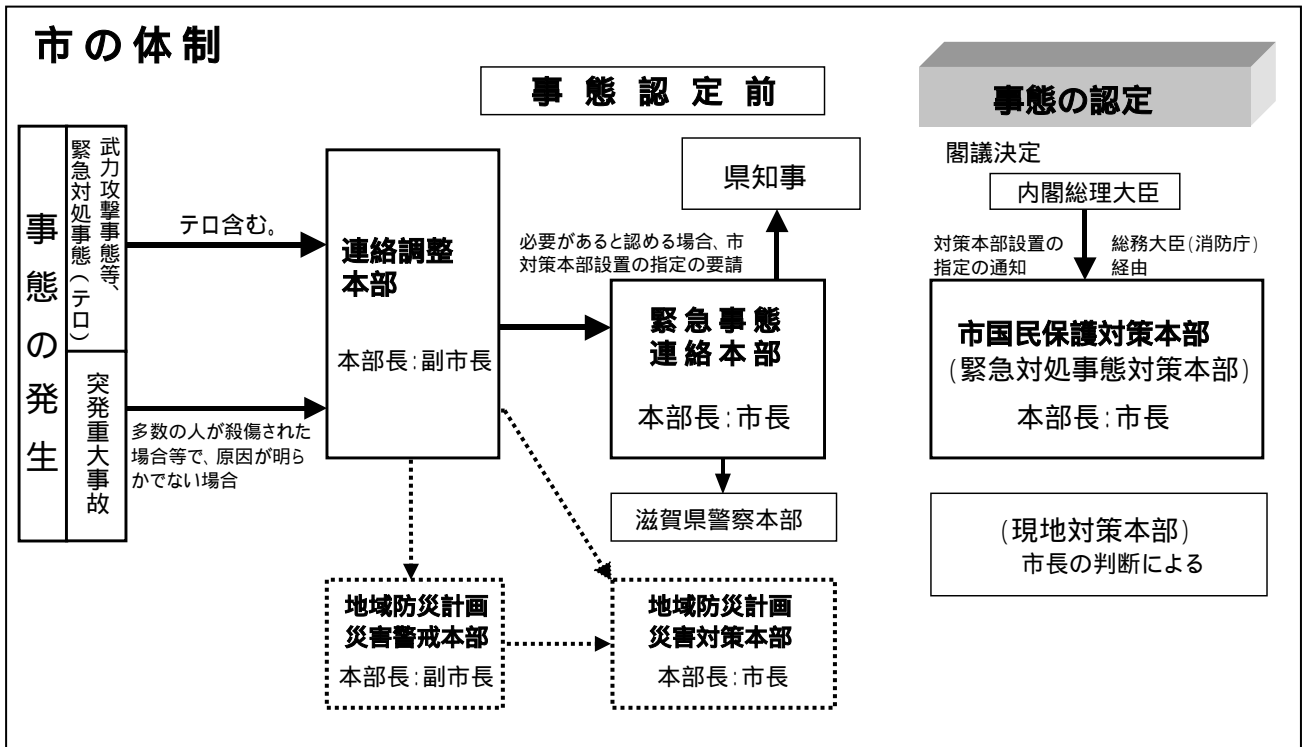 市の体制
事態認定前
事態の認定
事態の発生
武力攻撃事態等、
緊急対処事態(テロ)
突発重大事故
テロ含む。
多数の人が殺傷された
場合等で、原因が明ら
かでない場合
連絡調整
本部
本部長:副市長
県知事
必要があると認める場合、市
対策本部設置の指定の要請
緊急事態
連絡本部
本部長:市長
滋賀県警察本部
地域防災計画
災害警戒本部
本部長:副市長
地域防災計画
災害対策本部
本部長:市長
閣議決定
内閣総理大臣
対策本部設置の
指定の通知
総務大臣(消防庁)
経由
市国民保護対策本部
(緊急対処事態対策本部)
本部長:市長
(現地対策本部)
市長の判断による